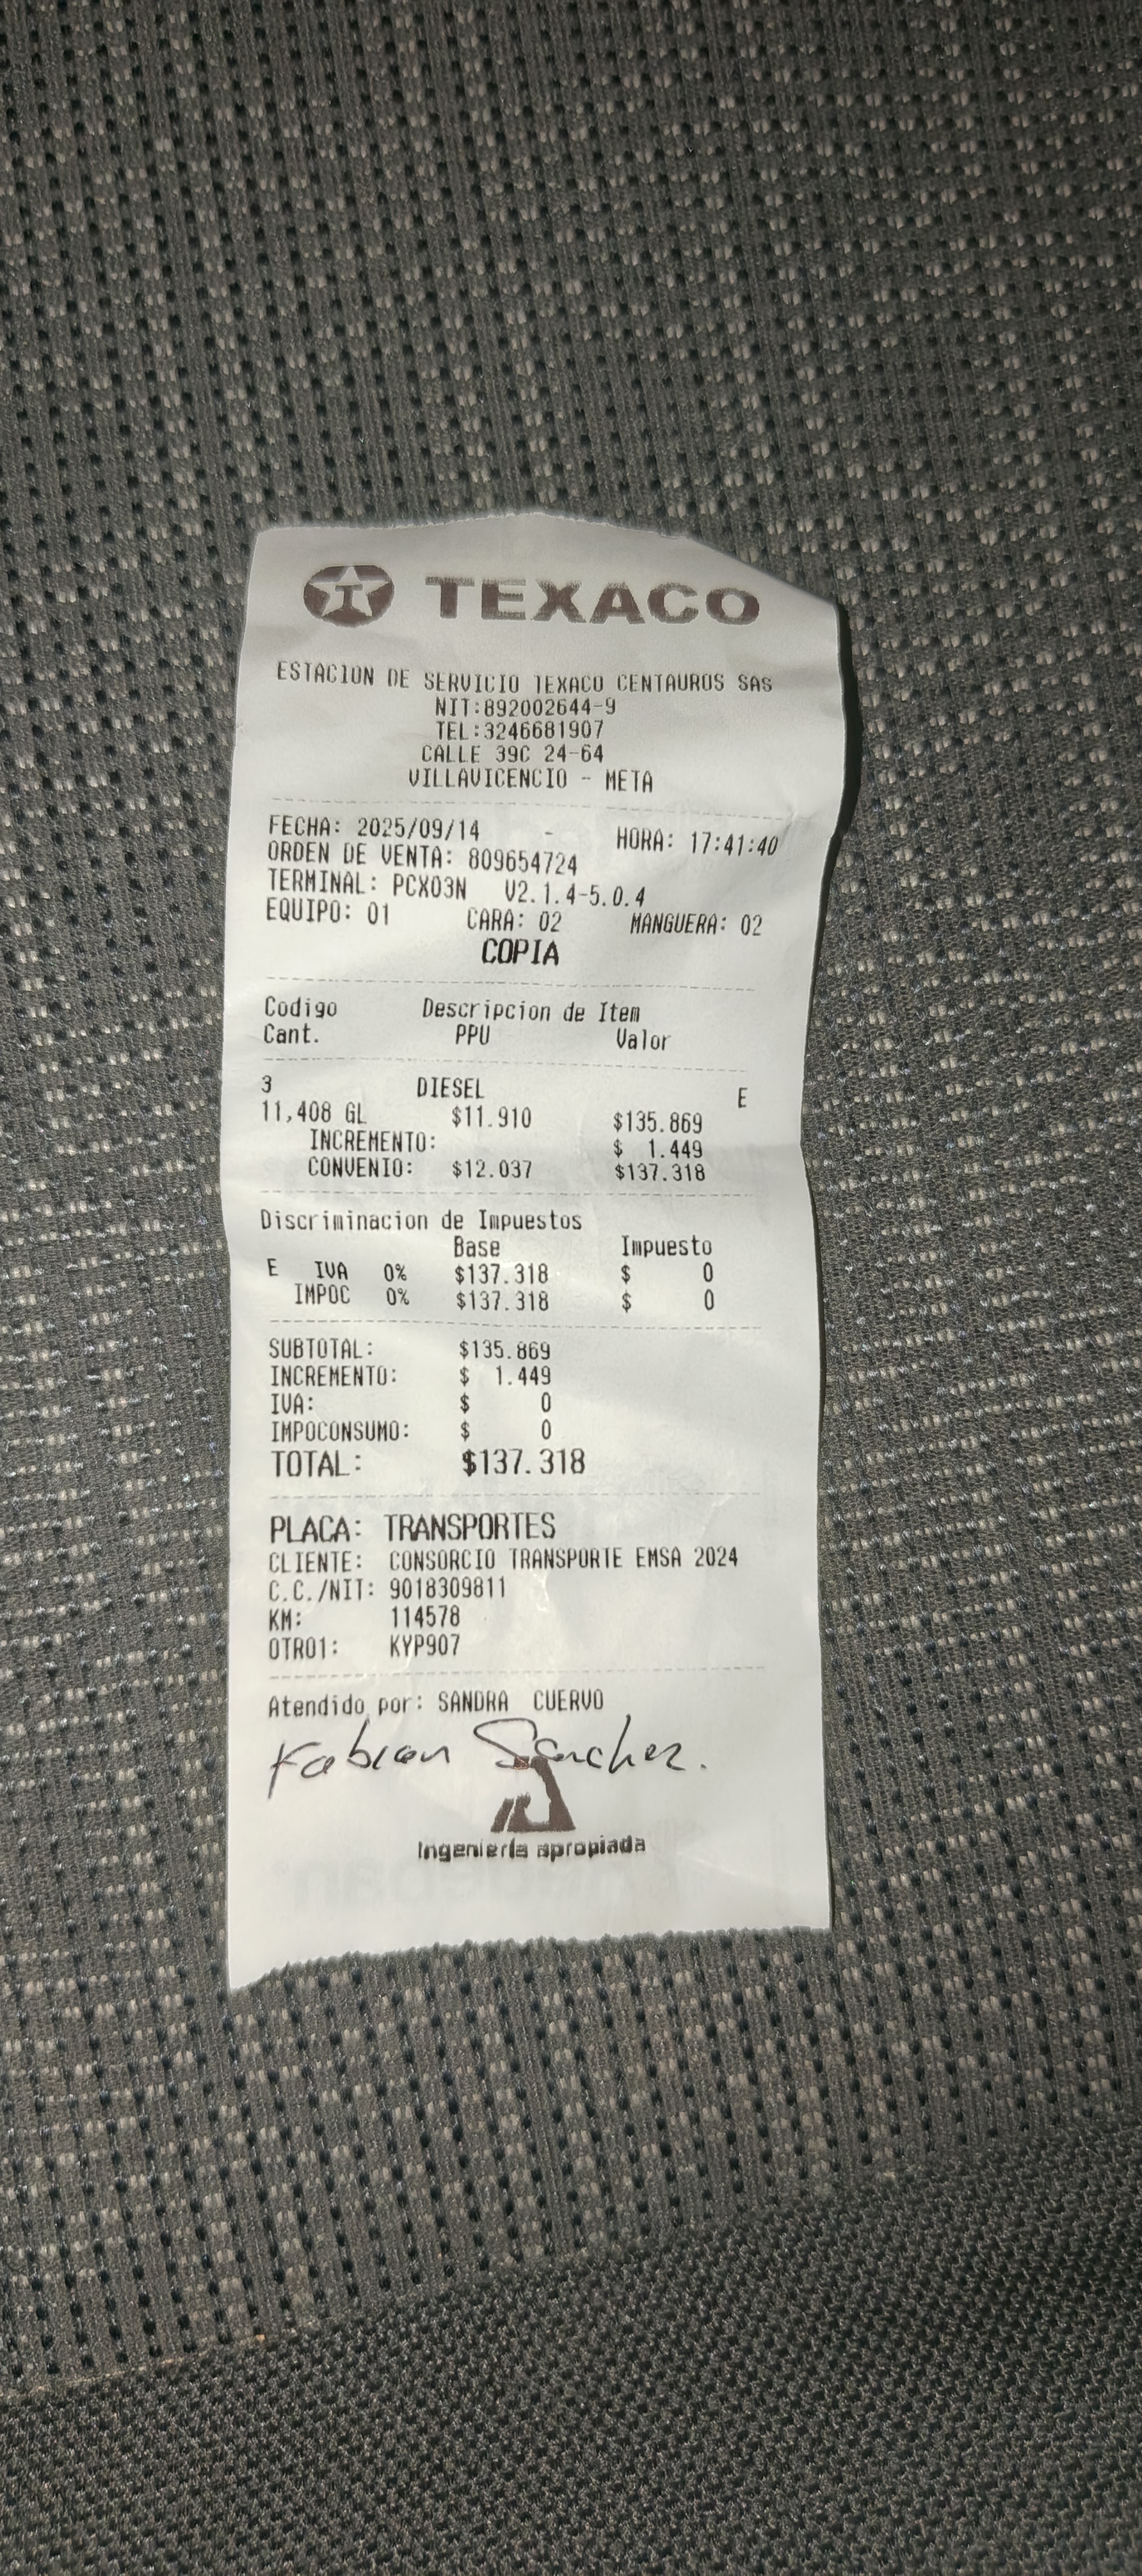 TEXACO
ESTACION DE SERVICIO TEXACO CENTAUROS SAS
NIT:892002644-9
TEL:3246681907
CALLE 39C 24-64
VILLAVICENCIO - META
FECHA: 2025/09/14 - HORA: 17:41:40
ORDEN DE VENTA: 809654724
TERMINAL: PCX03N V2.1.4-5.0.4
EQUIPO: 01 CARA: 02 MANGUERA: 02
COPIA
Codigo Descripcion de Item
Cant. PPU Valor
3 DIESEL E
11,408 GL $11.910 $135.869
INCREMENTO: $ 1.449
CONVENIO: $12.037 $137.318
Discriminacion de Impuestos
Base Impuesto
E IVA 0% $137.318 $ 0
IMPOC 0% $137.318 $ 0
SUBTOTAL: $135.869
INCREMENTO: $ 1.449
IVA: $ 0
IMPOCONSUMO: $ 0
TOTAL: $137.318
PLACA: TRANSPORTES
CLIENTE: CONSORCIO TRANSPORTE EMSA 2024
C.C./NIT: 9018309811
KM: 114578
OTRO1: KYP907
Atendido por: SANDRA CUERVO
Fabian Sanchez.
Ingeniería apropiada